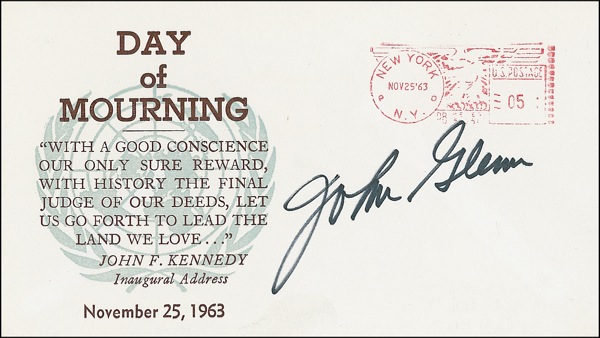 DAY
of
MOURNING
“WITH A GOOD CONSCIENCE
OUR ONLY SURE REWARD,
WITH HISTORY THE FINAL
JUDGE OF OUR DEEDS, LET
US GO FORTH TO LEAD THE
LAND WE LOVE . . .”
JOHN F. KENNEDY
Inaugural Address
November 25, 1963
NEW YORK
NOV25'63
P O
N.Y.
U.S. POSTAGE
05
John Glenn